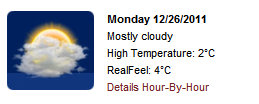 Monday 12/26/2011
Mostly cloudy
High Temperature: 2°C
RealFeel: 4°C
Details Hour-By-Hour